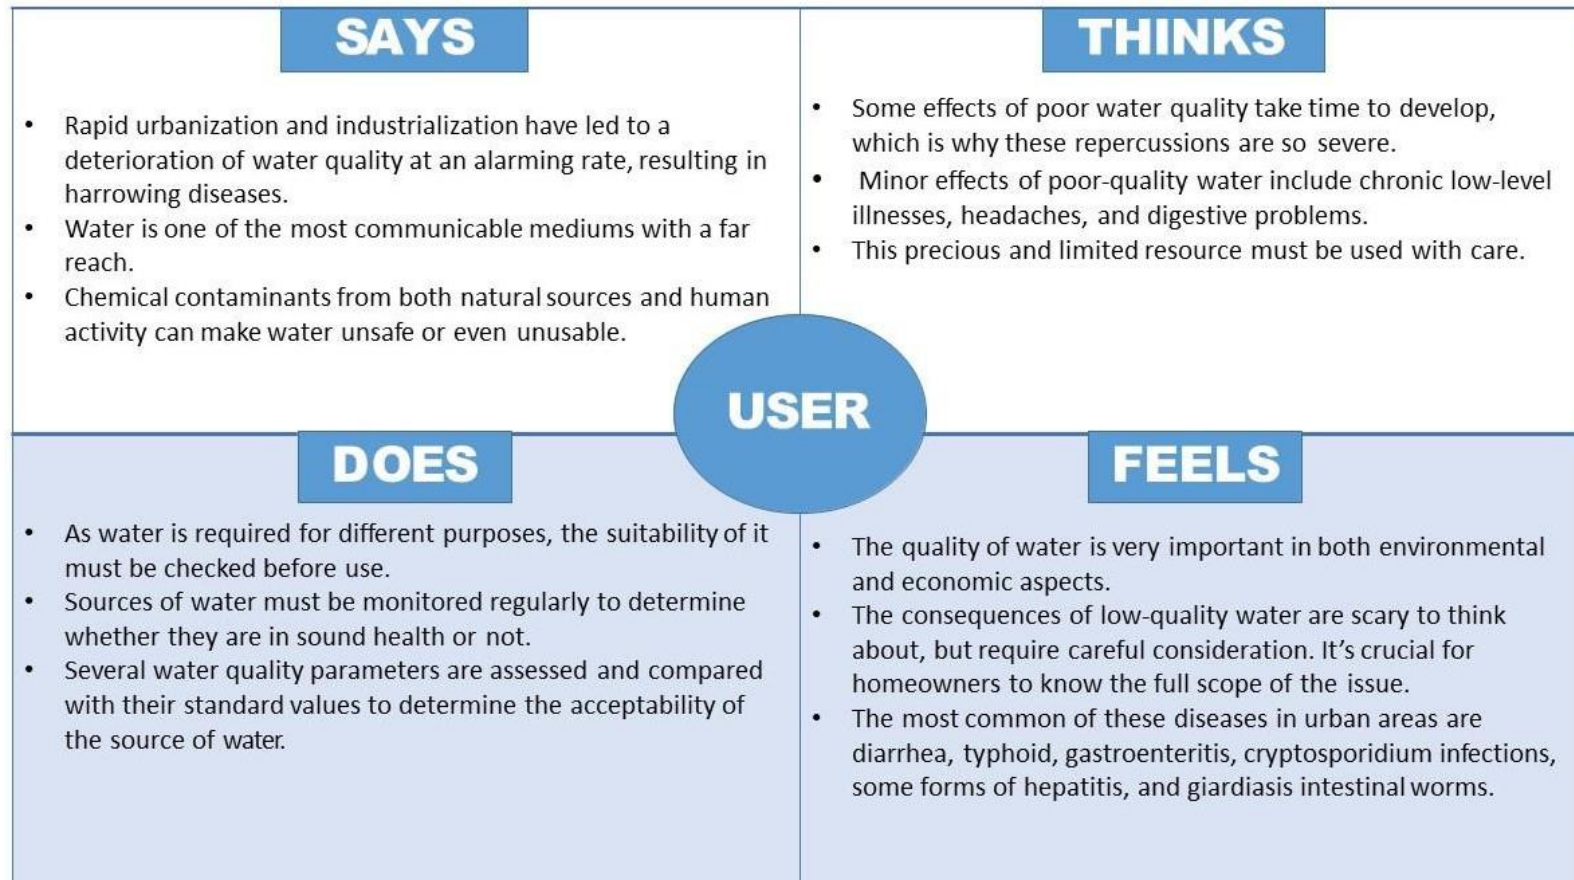 SAYS
• Rapid urbanization and industrialization have led to a
deterioration of water quality at an alarming rate, resulting in
harrowing diseases.
• Water is one of the most communicable mediums with a far
reach.
• Chemical contaminants from both natural sources and human
activity can make water unsafe or even unusable.
THINKS
• Some effects of poor water quality take time to develop,
which is why these repercussions are so severe.
• Minor effects of poor-quality water include chronic low-level
illnesses, headaches, and digestive problems.
• This precious and limited resource must be used with care.
USER
DOES
• As water is required for different purposes, the suitability of it
must be checked before use.
• Sources of water must be monitored regularly to determine
whether they are in sound health or not.
• Several water quality parameters are assessed and compared
with their standard values to determine the acceptability of
the source of water.
FEELS
• The quality of water is very important in both environmental
and economic aspects.
• The consequences of low-quality water are scary to think
about, but require careful consideration. It’s crucial for
homeowners to know the full scope of the issue.
• The most common of these diseases in urban areas are
diarrhea, typhoid, gastroenteritis, cryptosporidium infections,
some forms of hepatitis, and giardiasis intestinal worms.